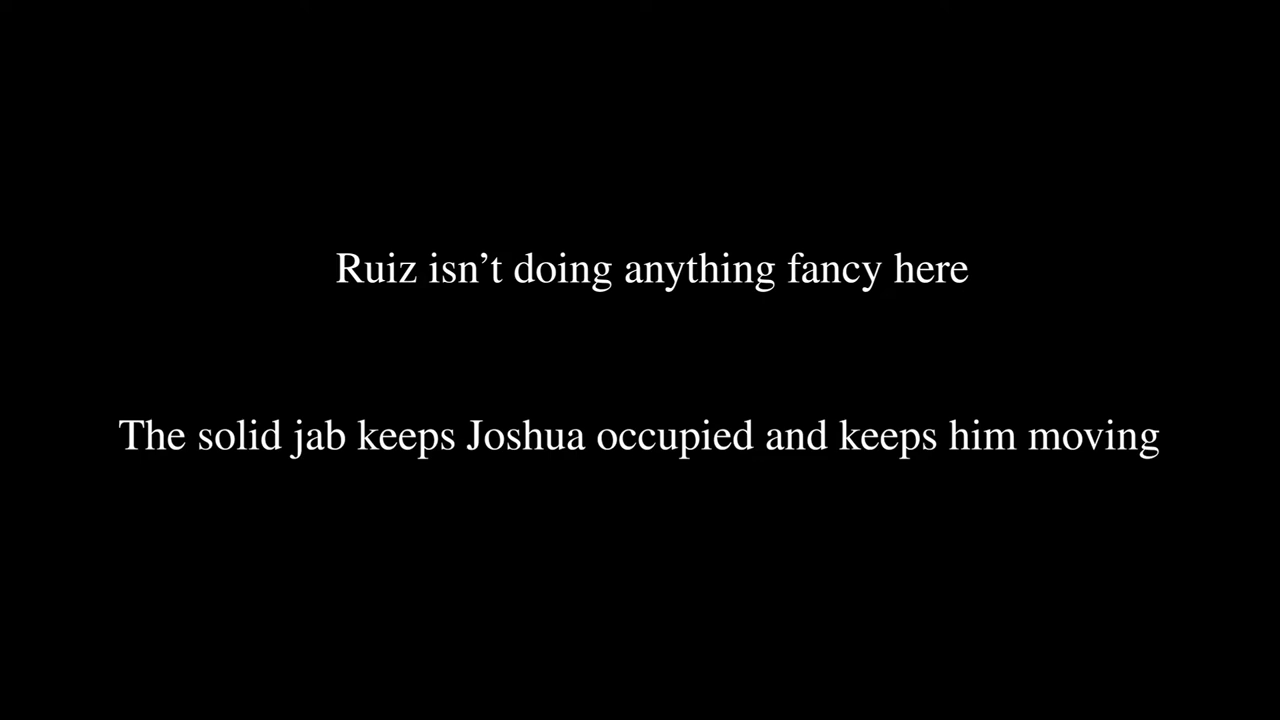 Ruiz isn’t doing anything fancy here
The solid jab keeps Joshua occupied and keeps him moving